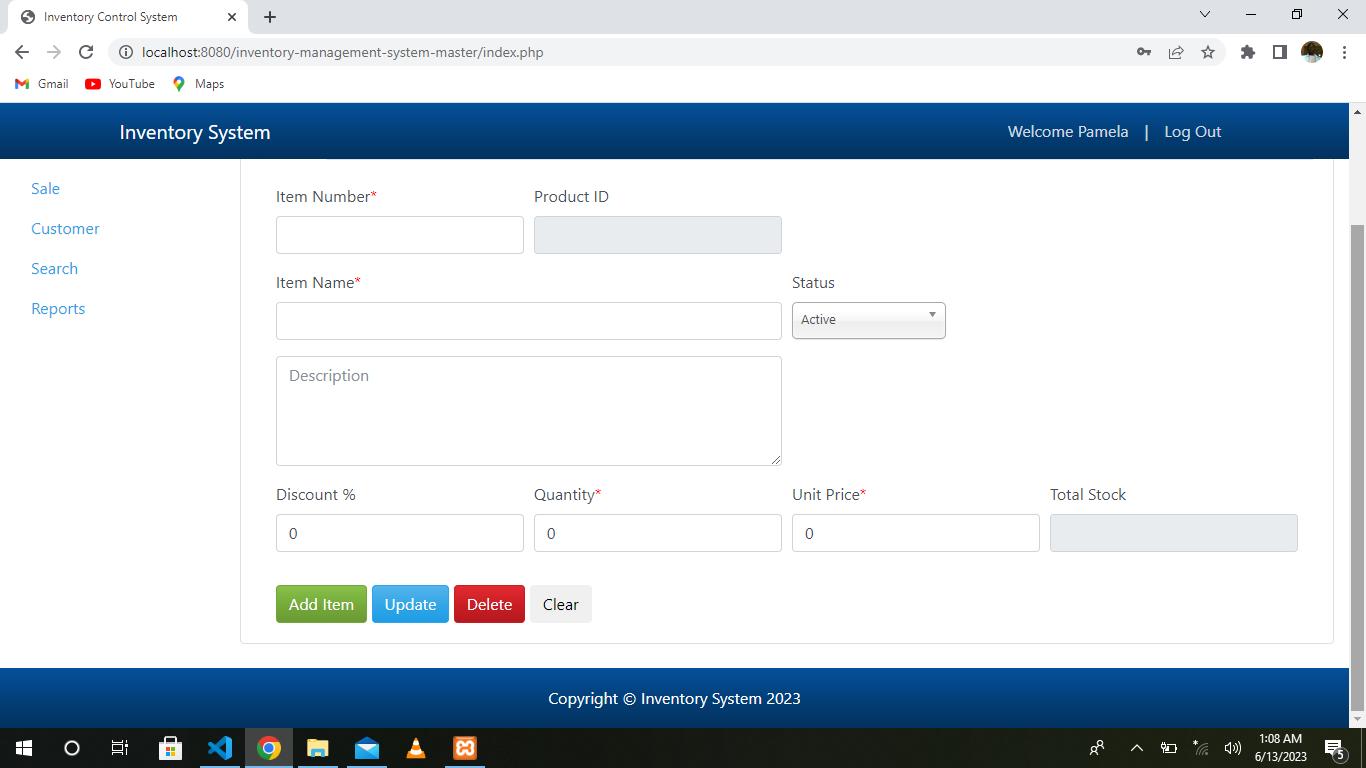 Inventory Control System
localhost:8080/inventory-management-system-master/index.php
Gmail YouTube Maps
Inventory System Welcome Pamela | Log Out
Sale
Customer
Search
Reports
Item Number* Product ID
Item Name* Status
Active
Description
Discount % Quantity* Unit Price* Total Stock
0 0 0
Add Item Update Delete Clear
Copyright © Inventory System 2023
1:08 AM
6/13/2023
5